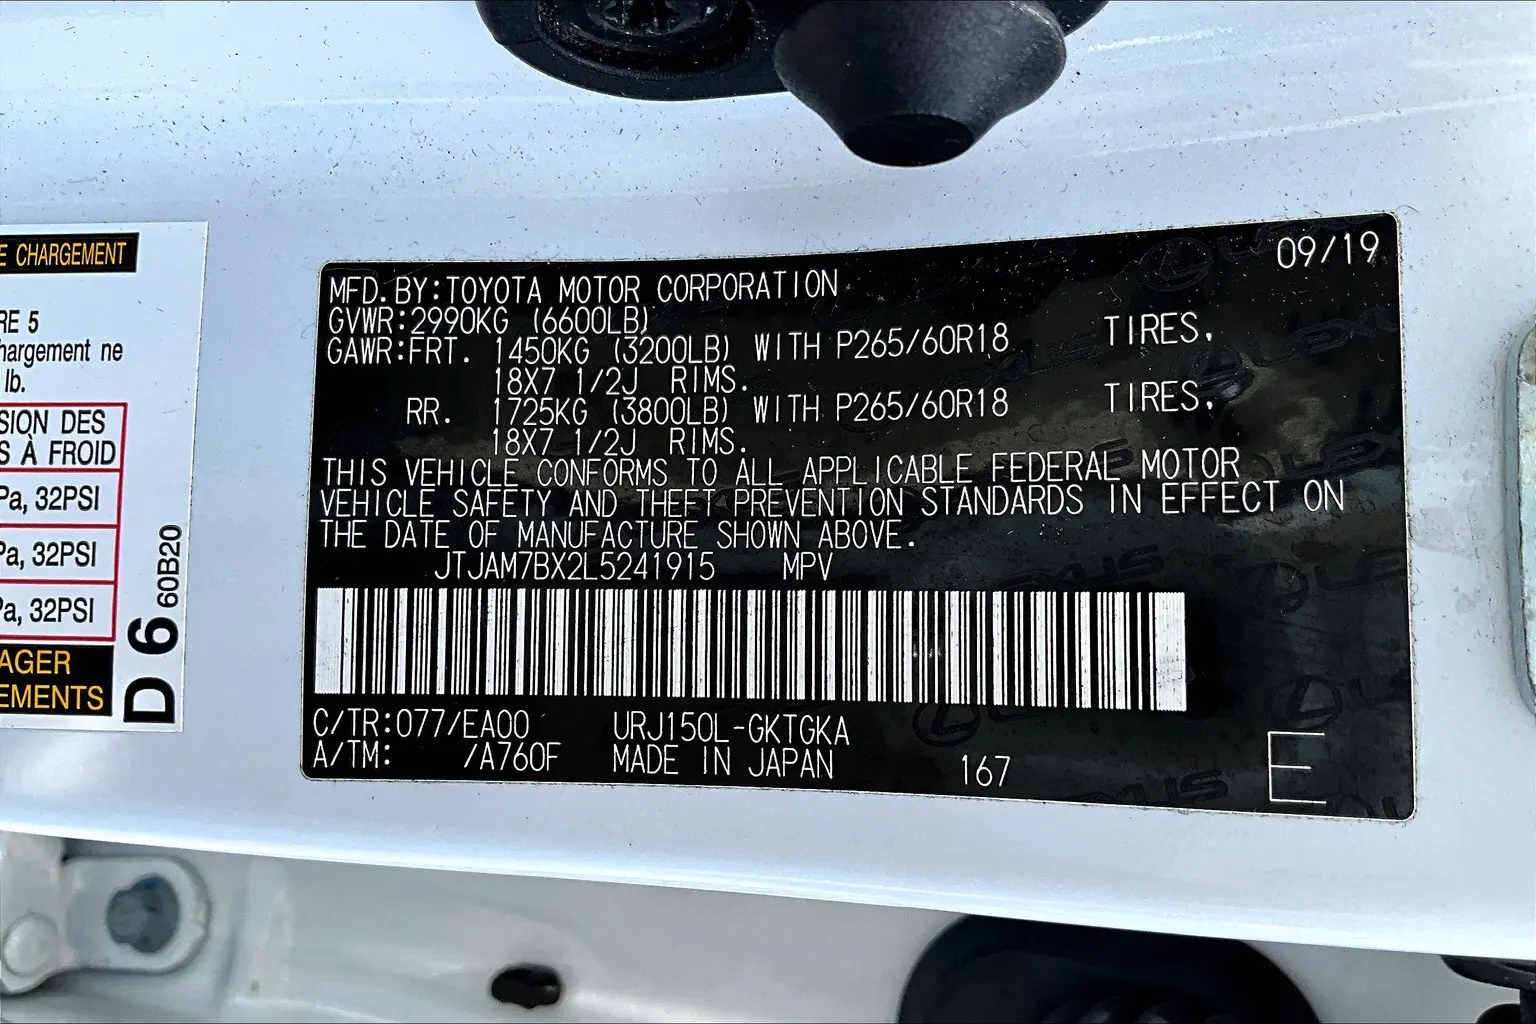 E CHARGEMENT
RE 5
hargement ne
lb.
SION DES
S À FROID
Pa, 32PSI
Pa, 32PSI
Pa, 32PSI
AGER
EMENTS
D 6 60B20
09/19
MFD.BY:TOYOTA MOTOR CORPORATION
GVWR:2990KG (6600LB)
GAWR:FRT. 1450KG (3200LB) WITH P265/60R18 TIRES,
18X7 1/2J RIMS.
RR. 1725KG (3800LB) WITH P265/60R18 TIRES,
18X7 1/2J RIMS.
THIS VEHICLE CONFORMS TO ALL APPLICABLE FEDERAL MOTOR
VEHICLE SAFETY AND THEFT PREVENTION STANDARDS IN EFFECT ON
THE DATE OF MANUFACTURE SHOWN ABOVE.
JTJAM7BX2L5241915 MPV
C/TR:077/EA00 URJ150L-GKTGKA
A/TM: /A760F MADE IN JAPAN 167 E